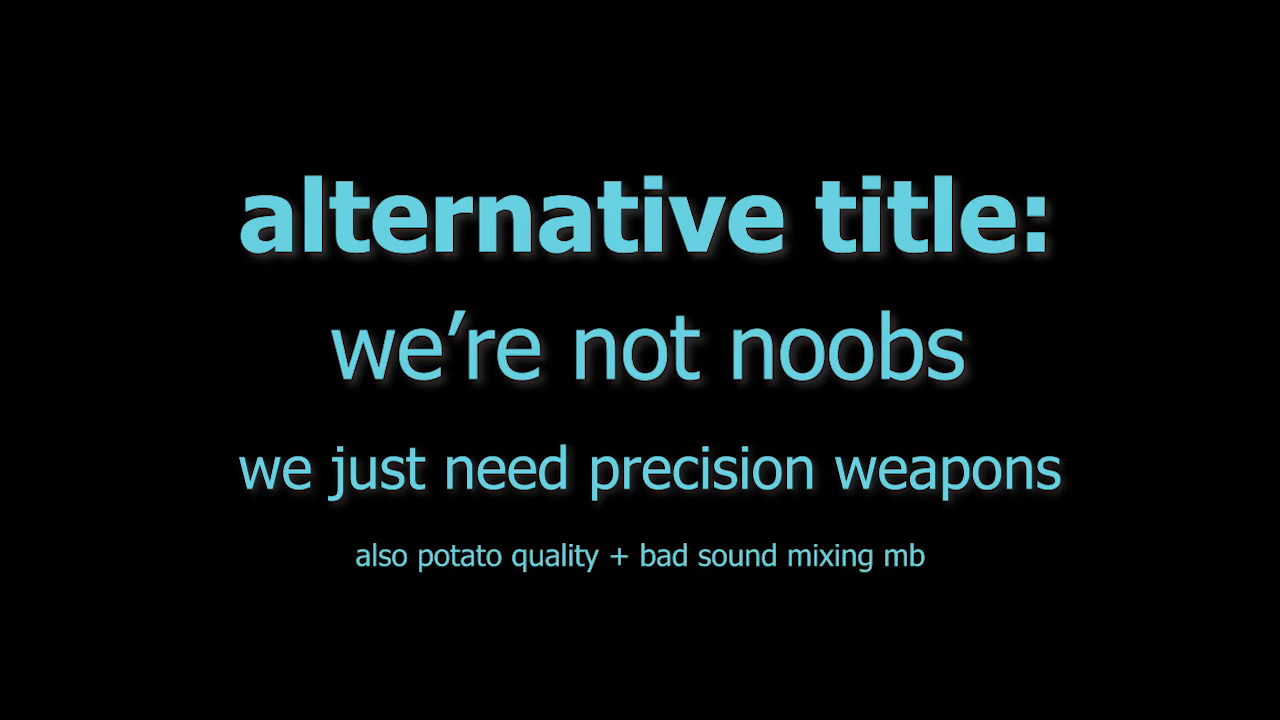 alternative title:
we’re not noobs
we just need precision weapons
also potato quality + bad sound mixing mb